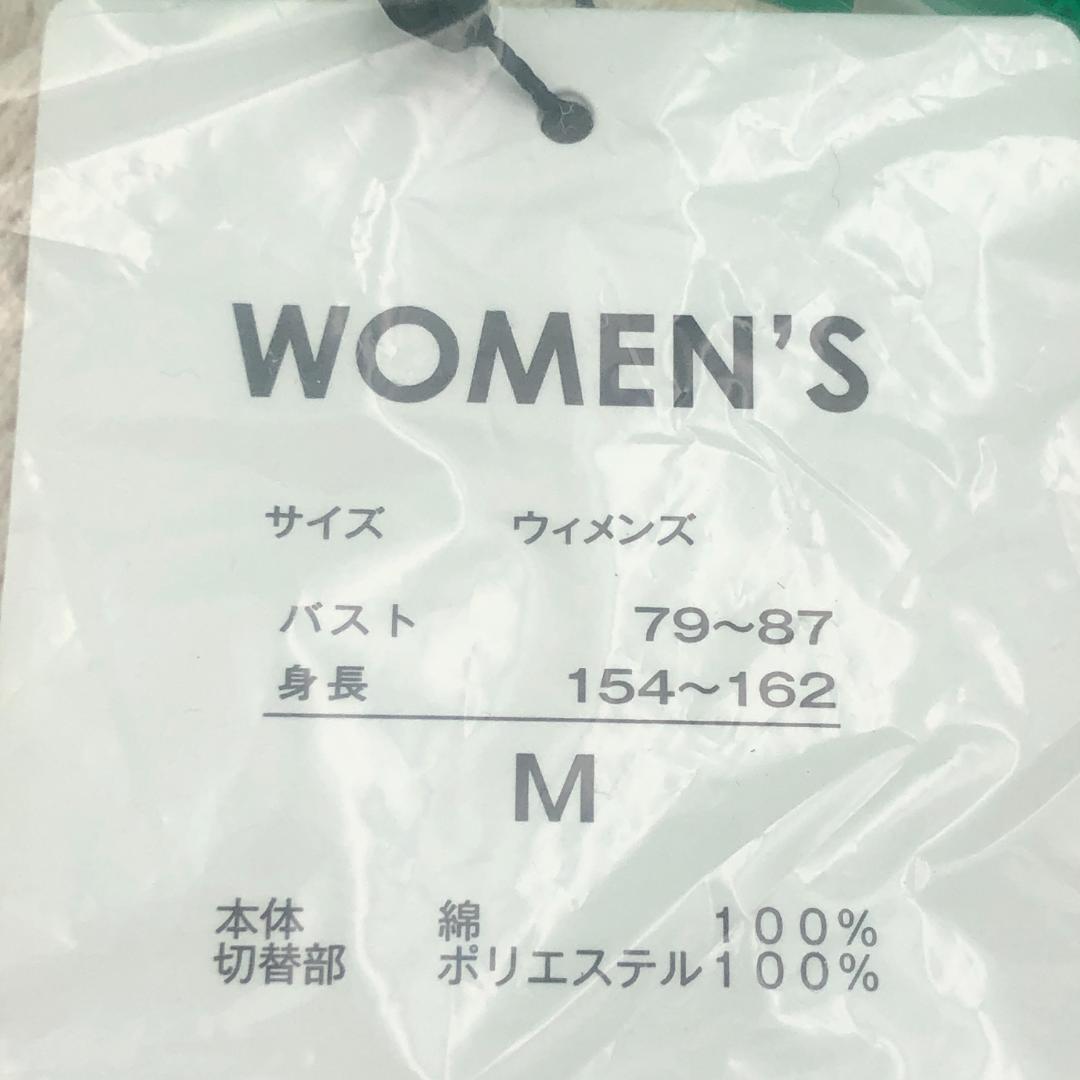 WOMEN'S
サイズ ウィメンズ
バスト 79～87
身長 154～162
M
本体 綿 100%
切替部 ポリエステル100%